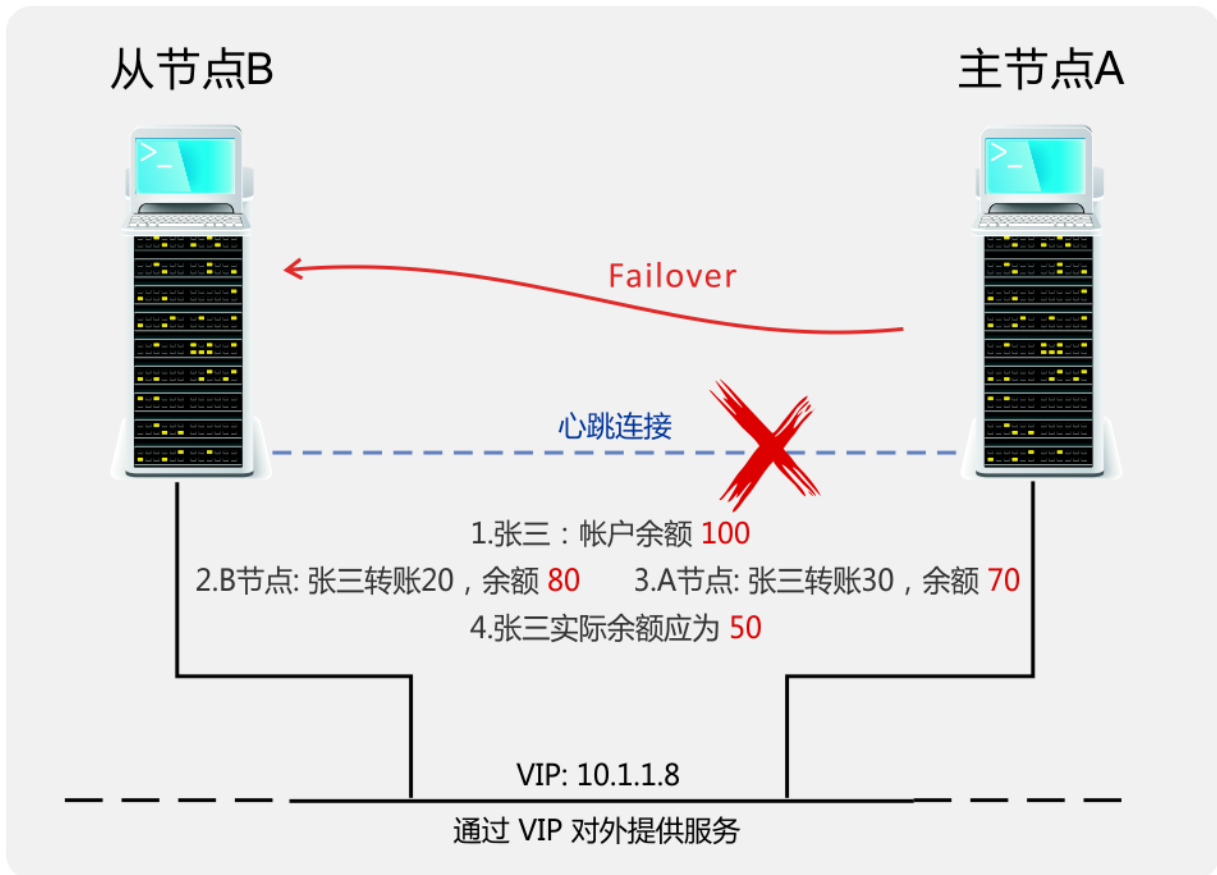 从节点B
主节点A
>_
>_
Failover
心跳连接
1.张三：帐户余额 100
2.B节点: 张三转账20，余额 80
3.A节点: 张三转账30，余额 70
4.张三实际余额应为 50
VIP: 10.1.1.8
通过 VIP 对外提供服务